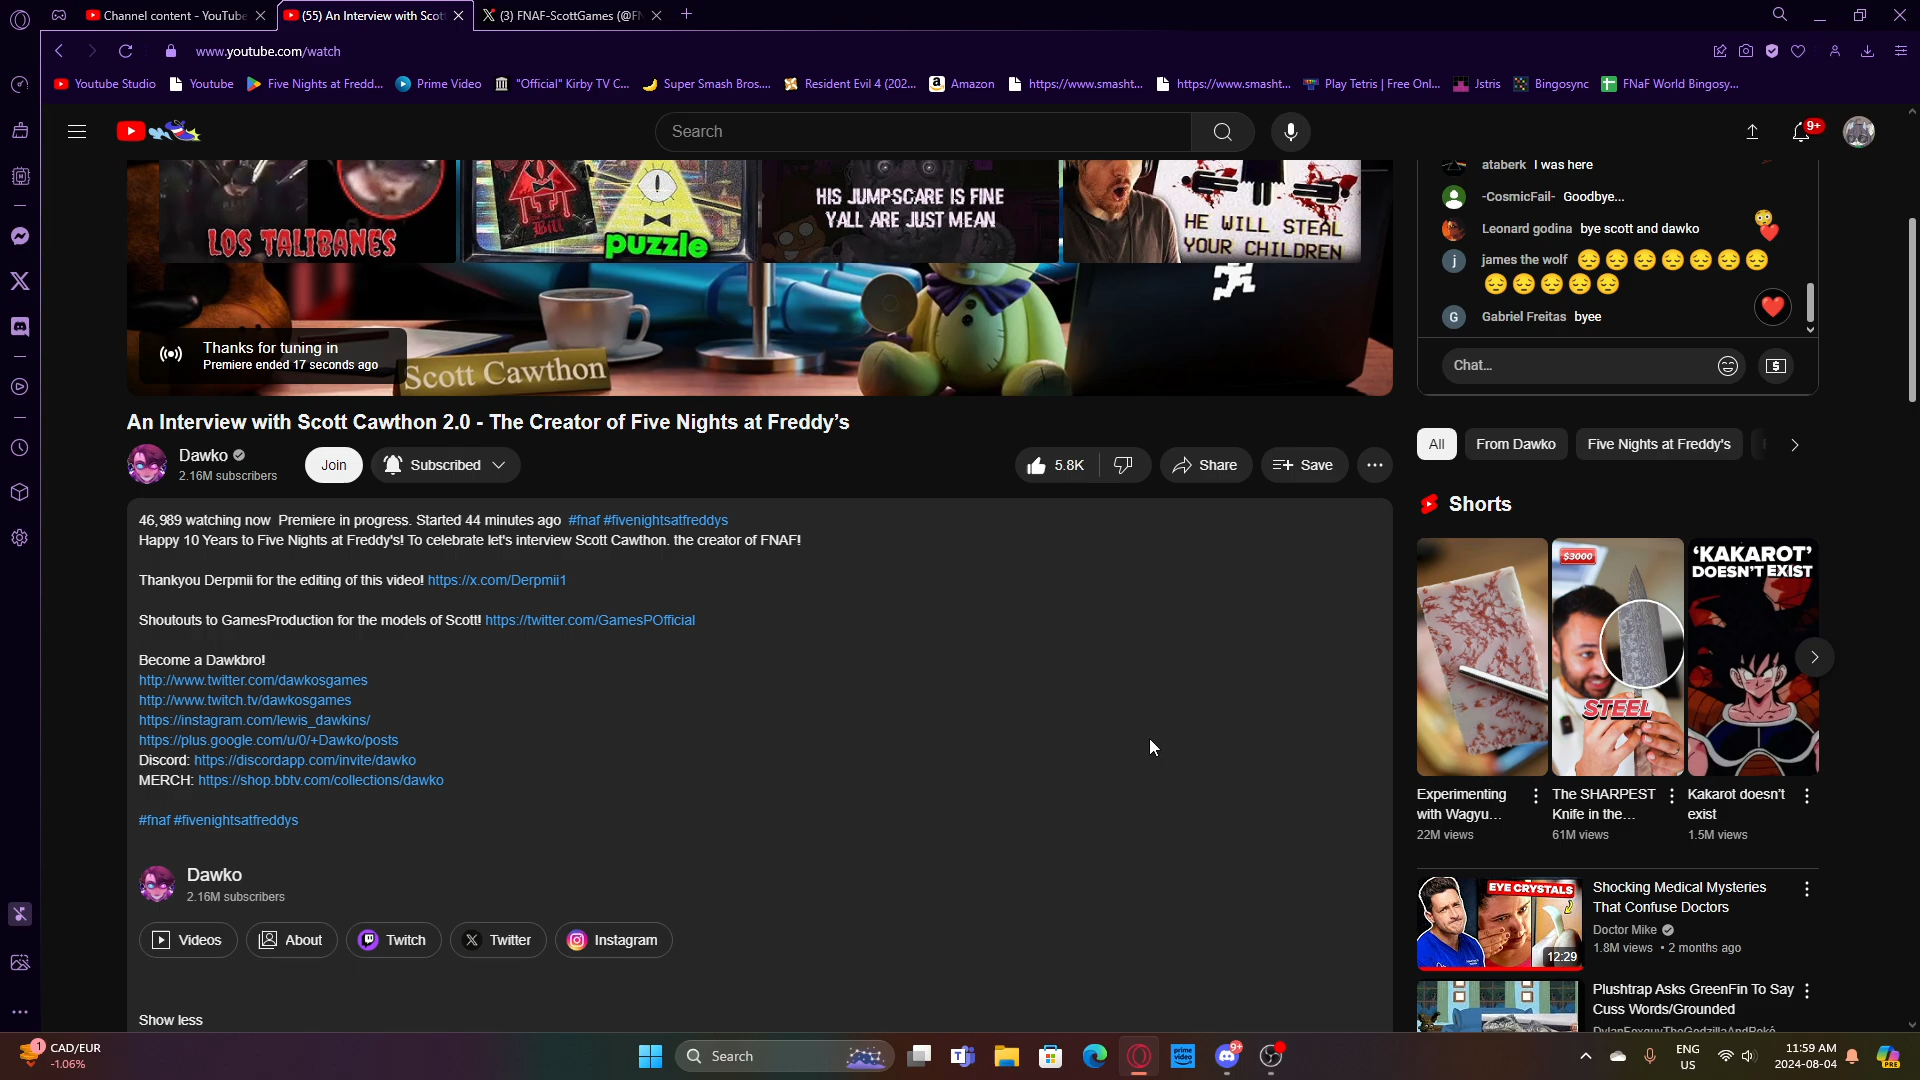 Channel content - YouTube
(55) An Interview with Scott
(3) FNAF-ScottGames (@FN
www.youtube.com/watch
Youtube Studio
Youtube
Five Nights at Fredd...
Prime Video
"Official" Kirby TV C...
Super Smash Bros....
Resident Evil 4 (202...
Amazon
https://www.smasht...
https://www.smasht...
Play Tetris | Free Onl...
Jstris
Bingosync
FNaF World Bingosy...
Search
9+
LOS TALIBANES
Bill
puzzle
HIS JUMPSCARE IS FINE
YALL ARE JUST MEAN
HE WILL STEAL
YOUR CHILDREN
Thanks for tuning in
Premiere ended 17 seconds ago
Scott Cawthon
ataberk I was here
-CosmicFail- Goodbye...
Leonard godina bye scott and dawko
j james the wolf 😔😔😔😔😔😔😔
😔😔😔😔😔
G Gabriel Freitas byee
Chat...
An Interview with Scott Cawthon 2.0 - The Creator of Five Nights at Freddy's
Dawko
2.16M subscribers
Join
Subscribed
5.8K
Share
Save
46,989 watching now Premiere in progress. Started 44 minutes ago #fnaf #fivenightsatfreddys
Happy 10 Years to Five Nights at Freddy's! To celebrate let's interview Scott Cawthon. the creator of FNAF!
Thankyou Derpmii for the editing of this video! https://x.com/Derpmii1
Shoutouts to GamesProduction for the models of Scott! https://twitter.com/GamesPOfficial
Become a Dawkbro!
http://www.twitter.com/dawkosgames
http://www.twitch.tv/dawkosgames
https://instagram.com/lewis_dawkins/
https://plus.google.com/u/0/+Dawko/posts
Discord: https://discordapp.com/invite/dawko
MERCH: https://shop.bbtv.com/collections/dawko
#fnaf #fivenightsatfreddys
Dawko
2.16M subscribers
Videos
About
Twitch
Twitter
Instagram
Show less
All
From Dawko
Five Nights at Freddy's
Shorts
$3000
STEEL
'KAKAROT'
DOESN'T EXIST
Experimenting
with Wagyu...
22M views
The SHARPEST
Knife in the...
61M views
Kakarot doesn't
exist
1.5M views
EYE CRYSTALS
12:29
Shocking Medical Mysteries
That Confuse Doctors
Doctor Mike
1.8M views • 2 months ago
Plushtrap Asks GreenFin To Say
Cuss Words/Grounded
1
CAD/EUR
-1.06%
Search
prime video
9+
ENG
US
11:59 AM
2024-08-04
PRE